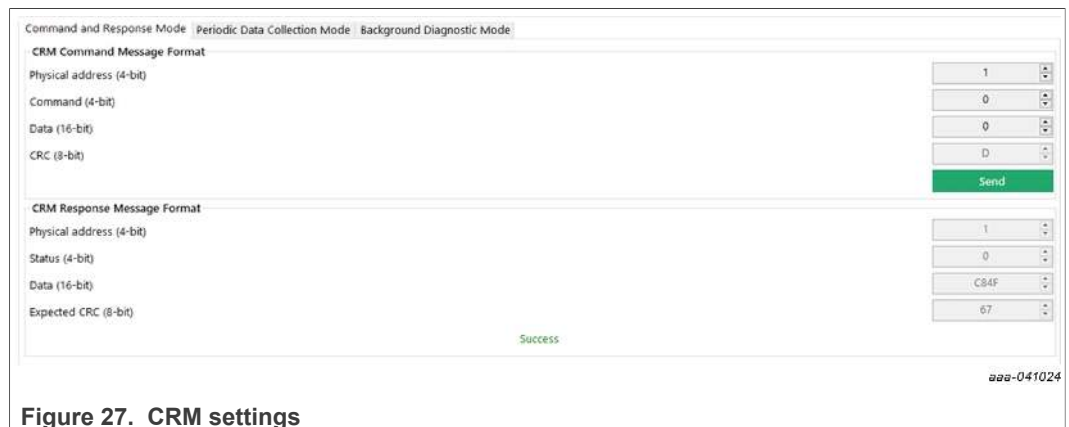 Command and Response Mode Periodic Data Collection Mode Background Diagnostic Mode
CRM Command Message Format
Physical address (4-bit) 1
Command (4-bit) 0
Data (16-bit) 0
CRC (8-bit) D
Send
CRM Response Message Format
Physical address (4-bit) 1
Status (4-bit) 0
Data (16-bit) C84F
Expected CRC (8-bit) 67
Success
aaa-041024
Figure 27. CRM settings